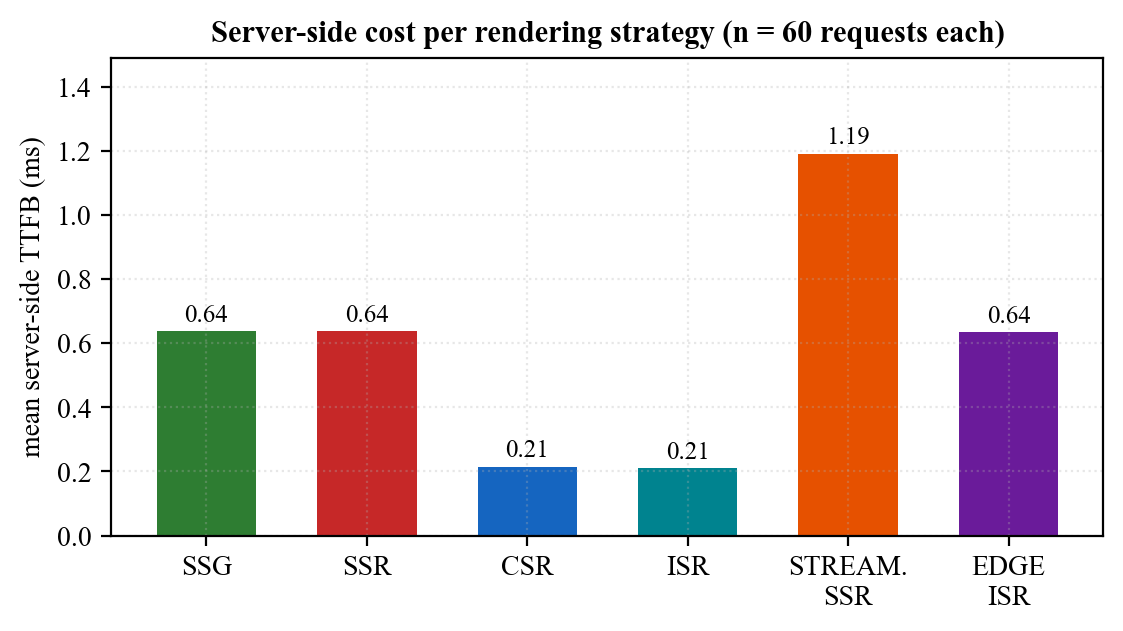 Server-side cost per rendering strategy (n = 60 requests each)
mean server-side TTFB (ms)
1.4
1.2
1.0
0.8
0.6
0.4
0.2
0.0
0.64
0.64
0.21
0.21
1.19
0.64
SSG
SSR
CSR
ISR
STREAM.
SSR
EDGE
ISR